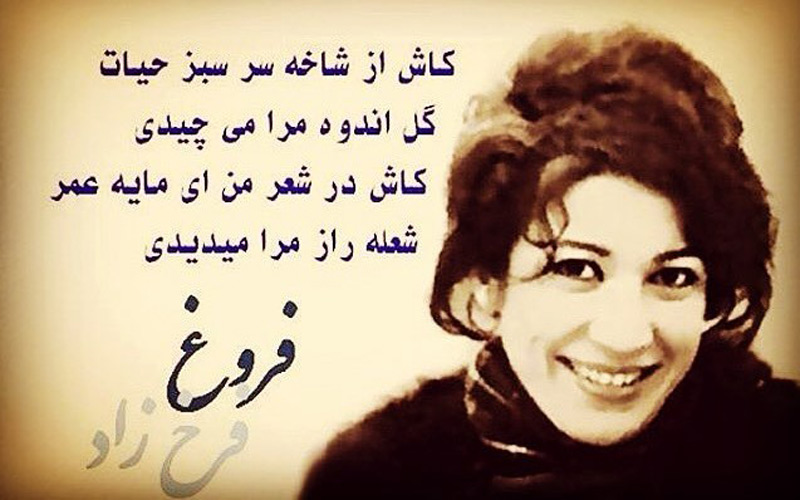 کاش از شاخه سر سبز حیات
گل اندوه مرا می چیدی
کاش در شعر من ای مایه عمر
شعله راز مرا میدیدی
فروغ
فرخ زاد